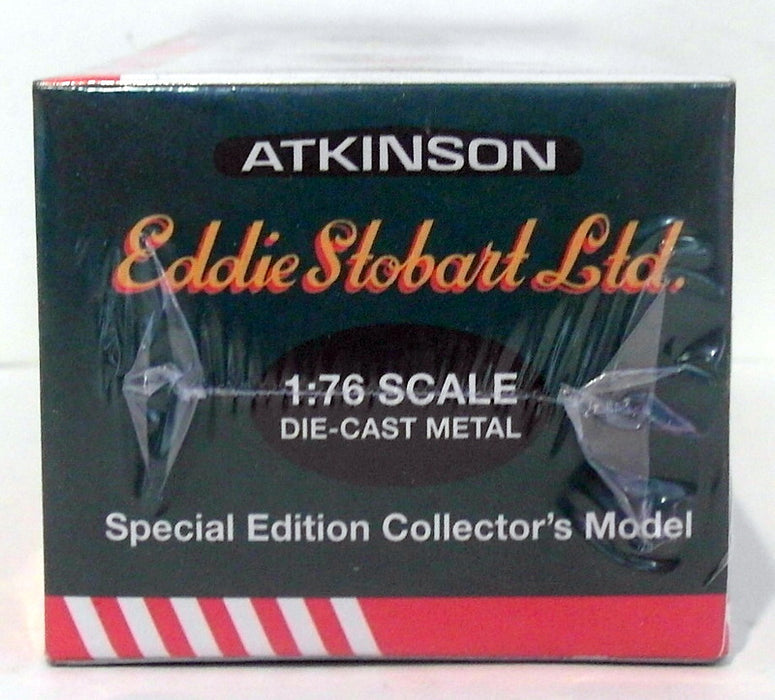 ATKINSON
Eddie Stobart Ltd.
1:76 SCALE
DIE-CAST METAL
Special Edition Collector's Model